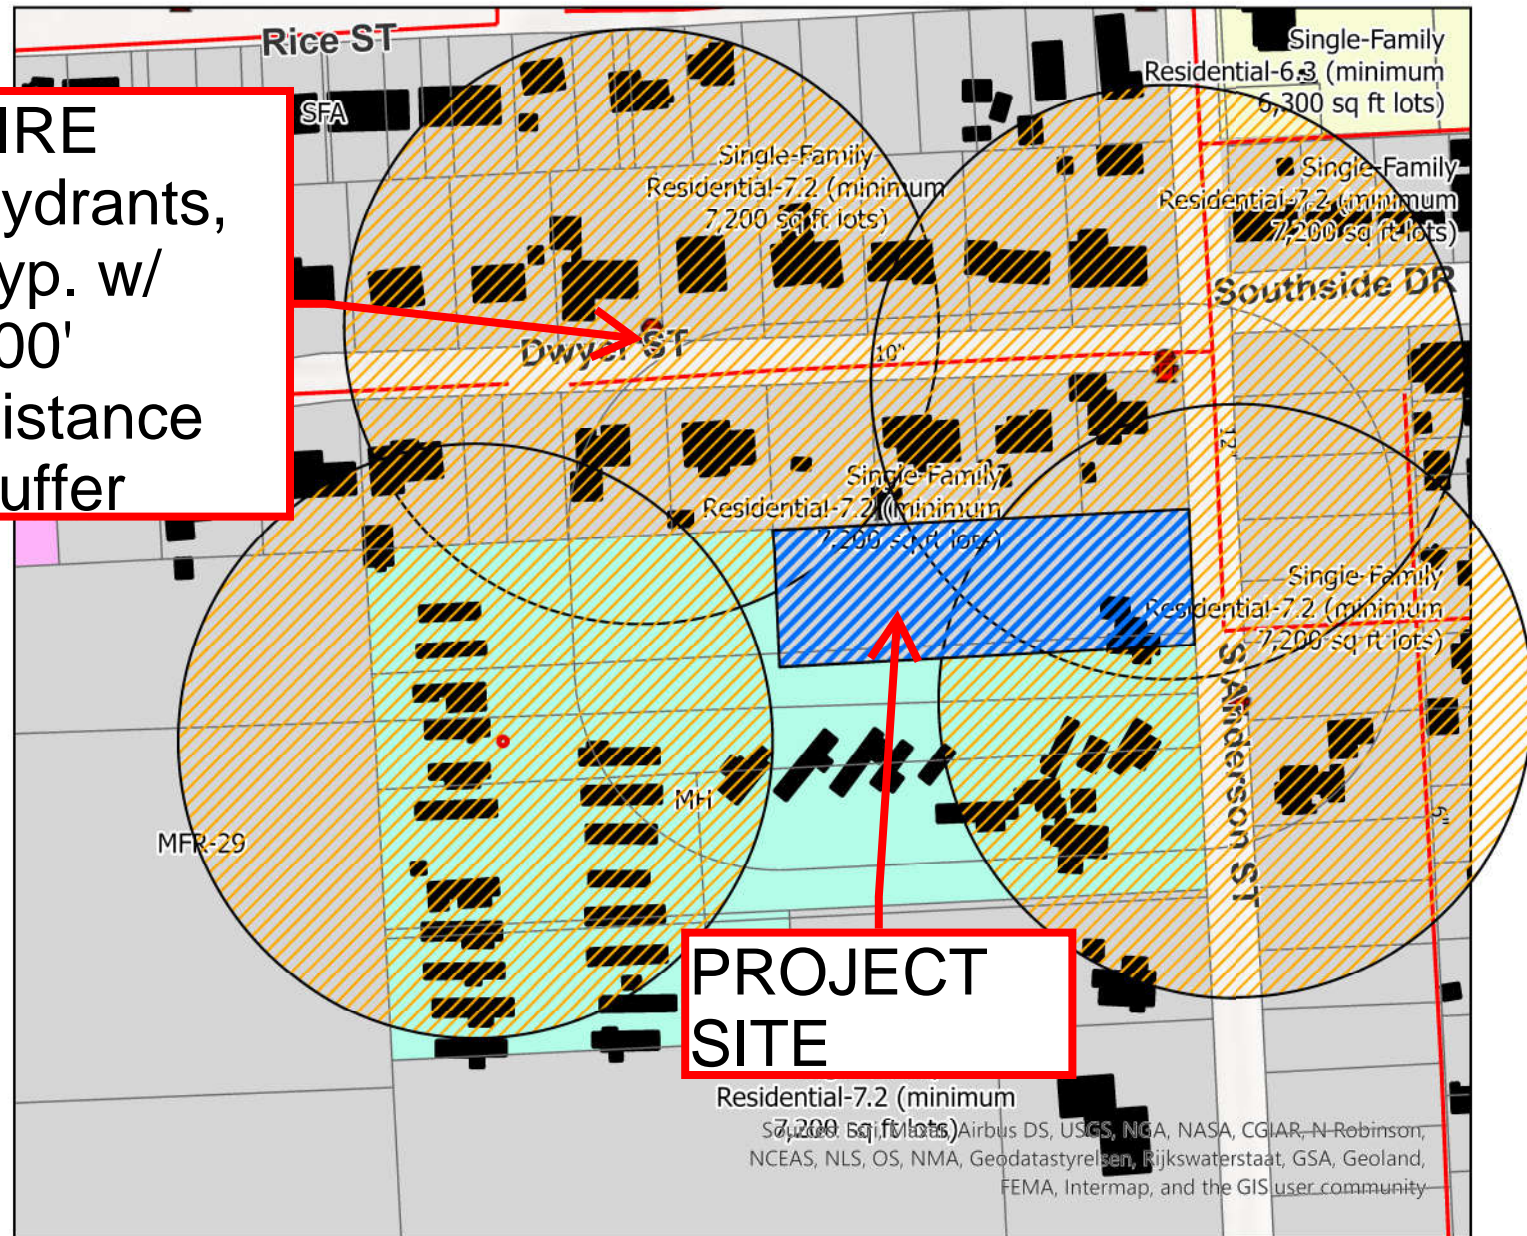 Rice ST
SFA
IRE
ydrants,
yp. w/
00'
istance
uffer
Single-Family
Residential-6.3 (minimum
6,300 sq ft lots)
Single-Family
Residential-7.2 (minimum
7,200 sq ft lots)
Single-Family
Residential-7.2 (minimum
7,200 sq ft lots)
Southside DR
Dwyer ST
10"
12"
Single-Family
Residential-7.2 (minimum
7,200 sq ft lots)
Single-Family
Residential-7.2 (minimum
7,200 sq ft lots)
S Anderson ST
MH
MFR-29
6"
PROJECT
SITE
Residential-7.2 (minimum
7,200 sq ft lots)
Sources: Esri, Maxar, Airbus DS, USGS, NGA, NASA, CGIAR, N Robinson,
NCEAS, NLS, OS, NMA, Geodatastyrelsen, Rijkswaterstaat, GSA, Geoland,
FEMA, Intermap, and the GIS user community